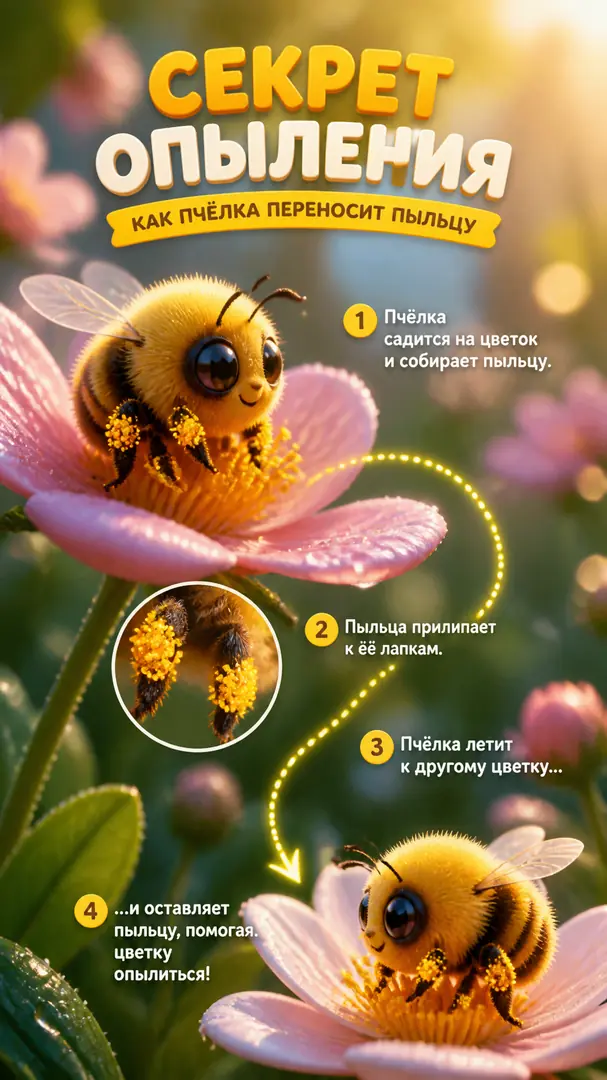 СЕКРЕТ
ОПЫЛЕНИЯ
КАК ПЧЁЛКА ПЕРЕНОСИТ ПЫЛЬЦУ
1 Пчёлка
садится на цветок
и собирает пыльцу.
2 Пыльца прилипает
к ёё лапкам.
3 Пчёлка летит
к другому цветку...
4 ...и оставляет
пыльцу, помогая.
цветку
опылиться!